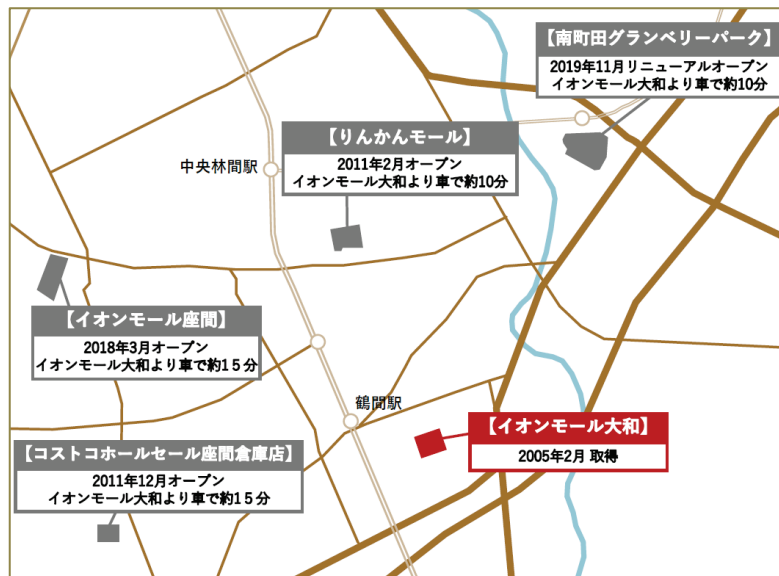 【南町田グランベリーパーク】
2019年11月リニューアルオープン
イオンモール大和より車で約10分
【りんかんモール】
2011年2月オープン
イオンモール大和より車で約10分
中央林間駅
【イオンモール座間】
2018年3月オープン
イオンモール大和より車で約15分
鶴間駅
【イオンモール大和】
2005年2月 取得
【コストコホールセール座間倉庫店】
2011年12月オープン
イオンモール大和より車で約15分